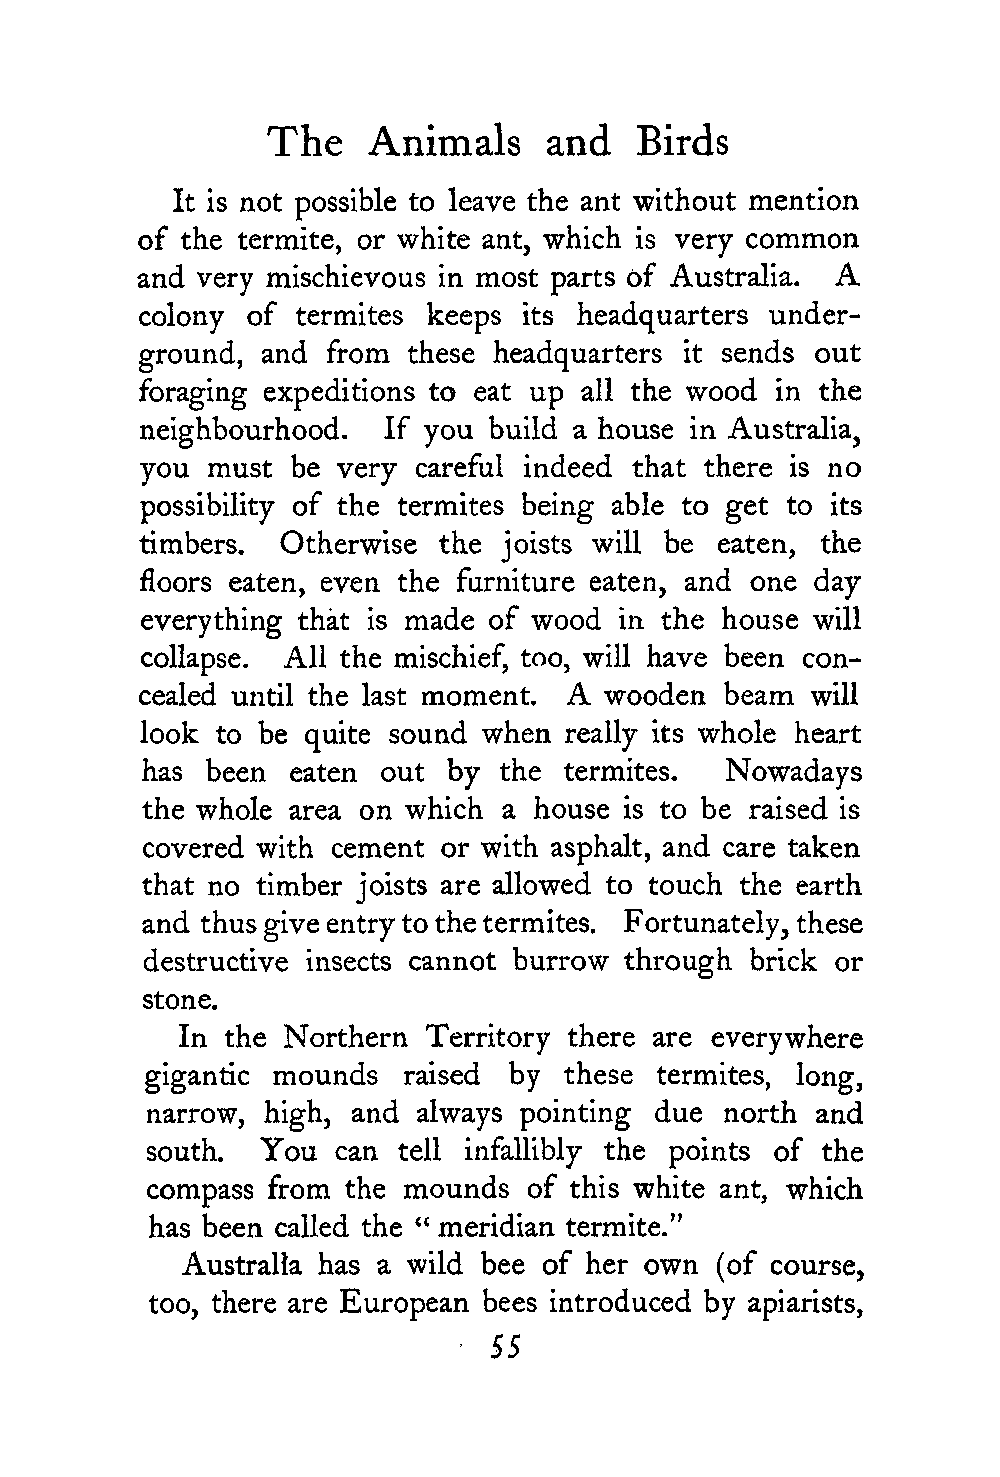 The Animals and Birds
It is not possible to leave the ant without mention
of the termite, or white ant, which is very common
and very mischievous in most parts of Australia. A
colony of termites keeps its headquarters under-
ground, and from these headquarters it sends out
foraging expeditions to eat up all the wood in the
neighbourhood. If you build a house in Australia,
you must be very careful indeed that there is no
possibility of the termites being able to get to its
timbers. Otherwise the joists will be eaten, the
floors eaten, even the furniture eaten, and one day
everything that is made of wood in the house will
collapse. All the mischief, too, will have been con-
cealed until the last moment. A wooden beam will
look to be quite sound when really its whole heart
has been eaten out by the termites. Nowadays
the whole area on which a house is to be raised is
covered with cement or with asphalt, and care taken
that no timber joists are allowed to touch the earth
and thus give entry to the termites. Fortunately, these
destructive insects cannot burrow through brick or
stone.
In the Northern Territory there are everywhere
gigantic mounds raised by these termites, long,
narrow, high, and always pointing due north and
south. You can tell infallibly the points of the
compass from the mounds of this white ant, which
has been called the “ meridian termite.”
Australia has a wild bee of her own (of course,
too, there are European bees introduced by apiarists,
55